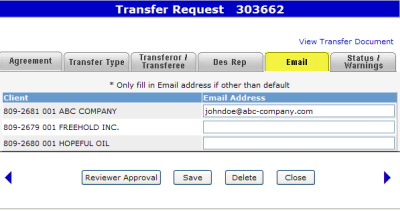 Transfer Request 303662
View Transfer Document
Agreement Transfer Type Transferor / Transferee Des Rep Email Status / Warnings
* Only fill in Email address if other than default
Client Email Address
809-2681 001 ABC COMPANY johndoe@abc-company.com
809-2679 001 FREEHOLD INC.
809-2680 001 HOPEFUL OIL
Reviewer Approval Save Delete Close